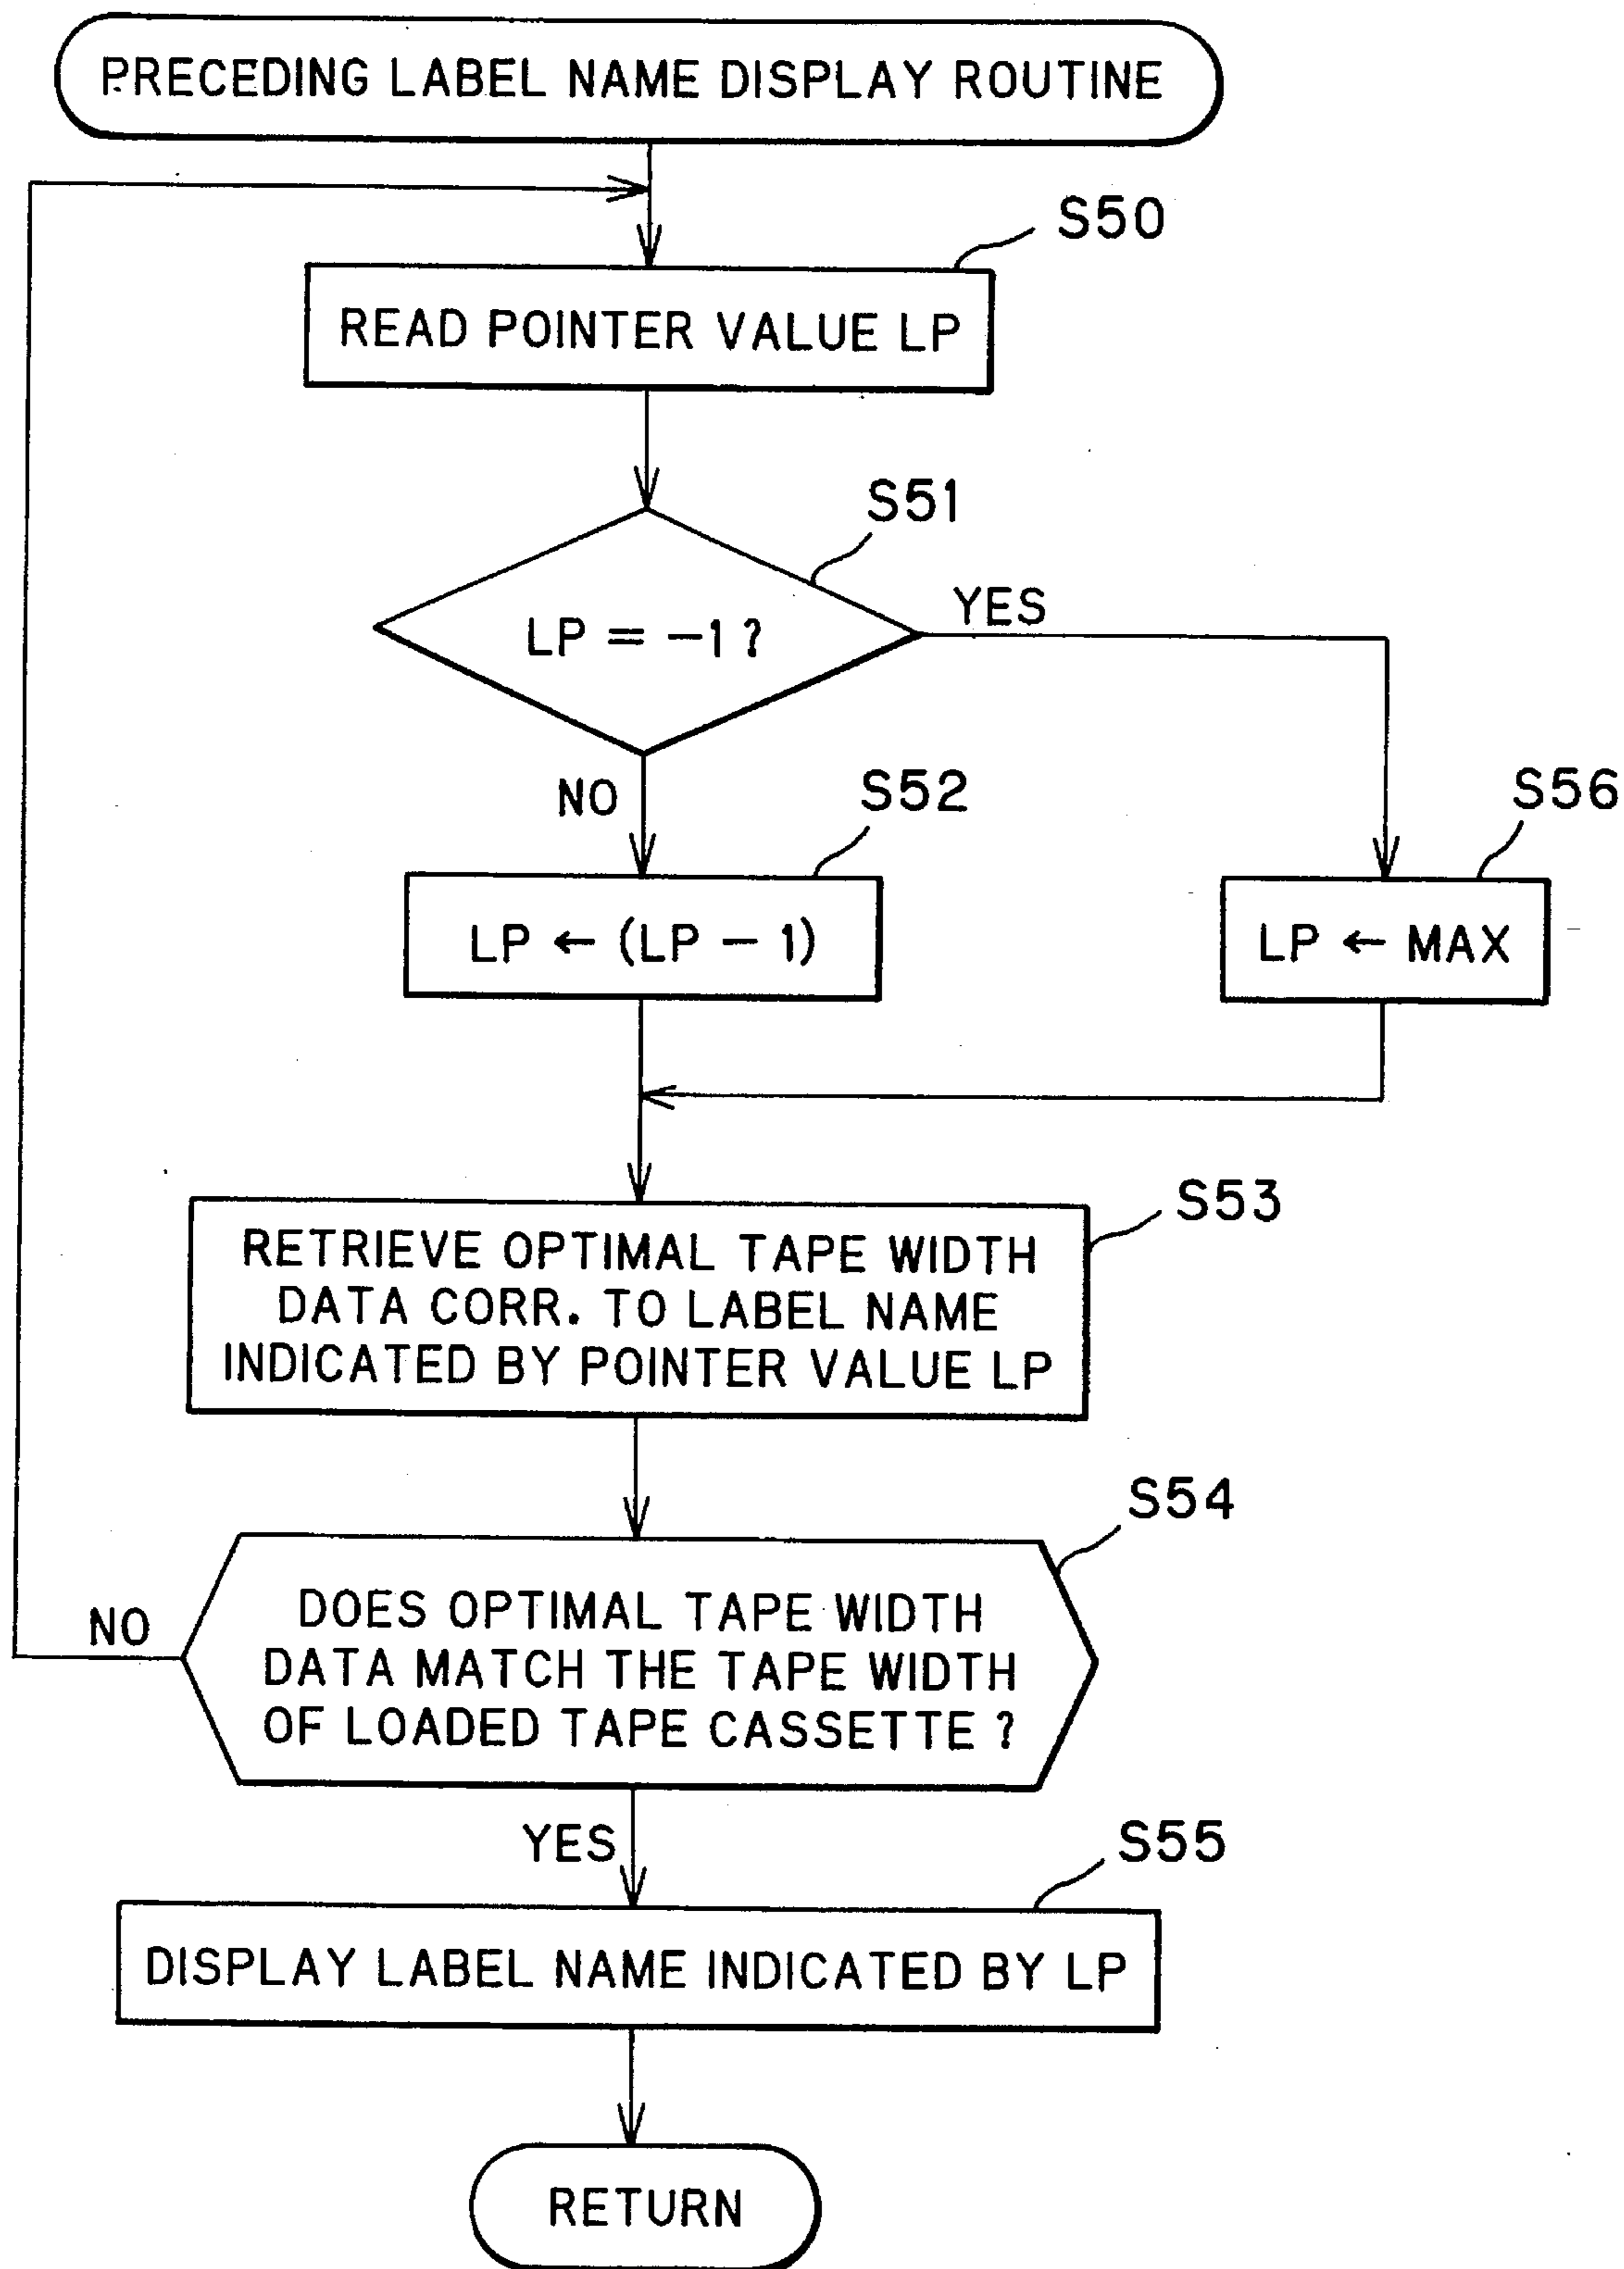 PRECEDING LABEL NAME DISPLAY ROUTINE
S50
READ POINTER VALUE LP
S51
LP = −1 ?
YES
NO
S52
S56
LP ← (LP − 1)
LP ← MAX
S53
RETRIEVE OPTIMAL TAPE WIDTH
DATA CORR. TO LABEL NAME
INDICATED BY POINTER VALUE LP
S54
NO
DOES OPTIMAL TAPE WIDTH
DATA MATCH THE TAPE WIDTH
OF LOADED TAPE CASSETTE ?
YES
S55
DISPLAY LABEL NAME INDICATED BY LP
RETURN